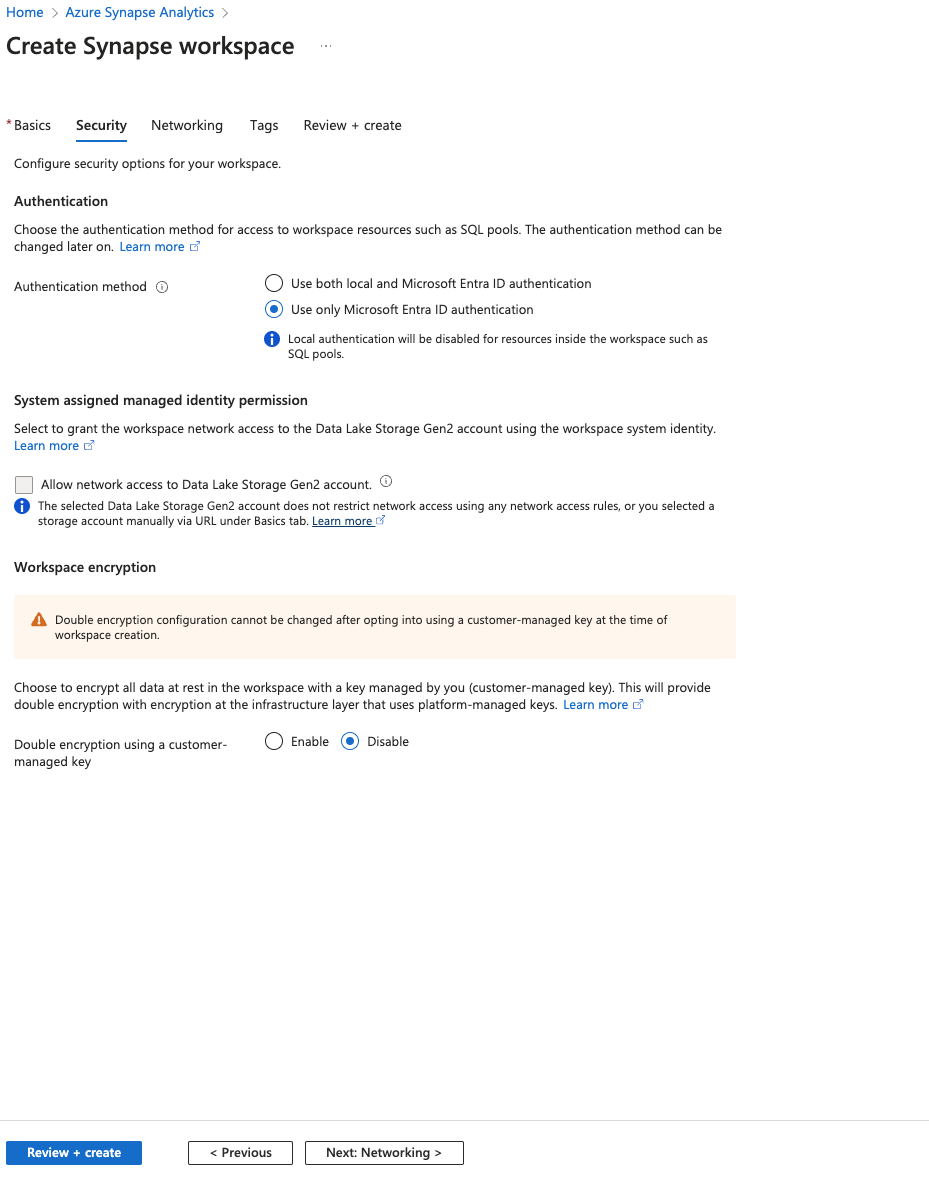 Home > Azure Synapse Analytics >
Create Synapse workspace ...
* Basics Security Networking Tags Review + create
Configure security options for your workspace.
Authentication
Choose the authentication method for access to workspace resources such as SQL pools. The authentication method can be
changed later on. Learn more
Authentication method
Use both local and Microsoft Entra ID authentication
Use only Microsoft Entra ID authentication
Local authentication will be disabled for resources inside the workspace such as
SQL pools.
System assigned managed identity permission
Select to grant the workspace network access to the Data Lake Storage Gen2 account using the workspace system identity.
Learn more
Allow network access to Data Lake Storage Gen2 account.
The selected Data Lake Storage Gen2 account does not restrict network access using any network access rules, or you selected a
storage account manually via URL under Basics tab. Learn more
Workspace encryption
Double encryption configuration cannot be changed after opting into using a customer-managed key at the time of
workspace creation.
Choose to encrypt all data at rest in the workspace with a key managed by you (customer-managed key). This will provide
double encryption with encryption at the infrastructure layer that uses platform-managed keys. Learn more
Double encryption using a customer-
managed key
Enable Disable
Review + create < Previous Next: Networking >